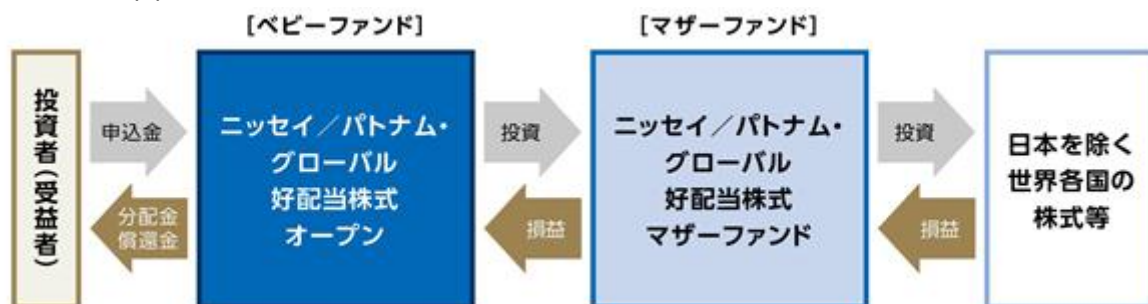 [ベビーファンド]
[マザーファンド]
投資者(受益者)
申込金
分配金
償還金
ニッセイ／パトナム・
グローバル
好配当株式
オープン
投資
損益
ニッセイ／パトナム・
グローバル
好配当株式
マザーファンド
投資
損益
日本を除く
世界各国の
株式等